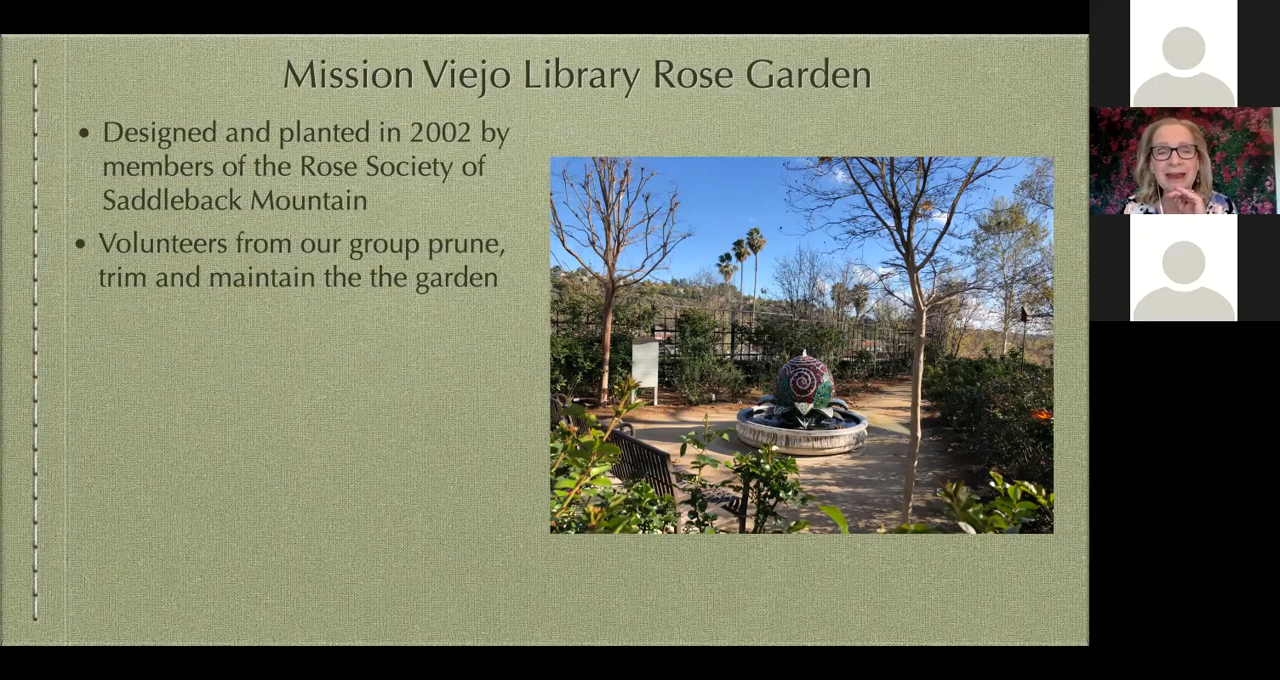 Mission Viejo Library Rose Garden
• Designed and planted in 2002 by
members of the Rose Society of
Saddleback Mountain
• Volunteers from our group prune,
trim and maintain the the garden